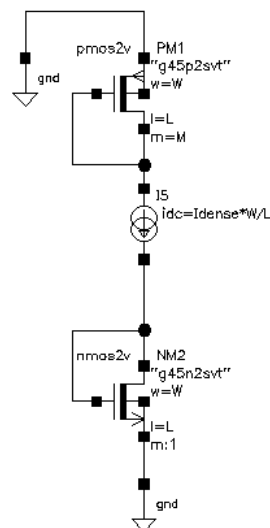 pmos2v PM1
"g45p2svt"
w=W
gnd
l=L
m=M
I5
idc=Idense*W/L
nmos2v NM2
"g45n2svt"
w=W
l=L
m:1
gnd